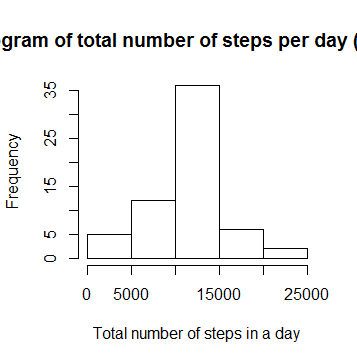 ogram of total number of steps per day (
Frequency
35
25
15
5
0
0 5000 15000 25000
Total number of steps in a day